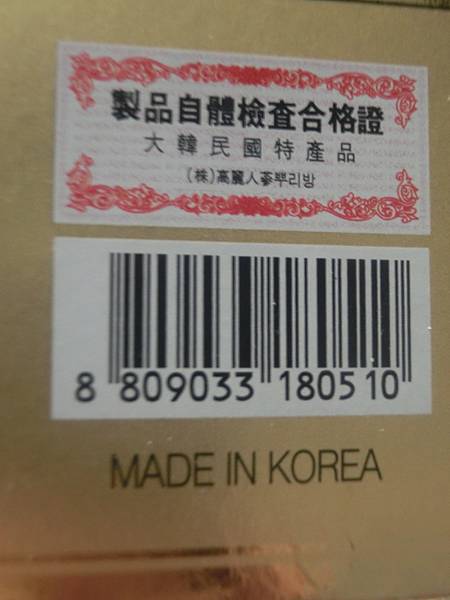 製品自體檢査合格證
大韓民國特產品
(株)高麗人蔘뿌리방
8 809033 180510
MADE IN KOREA